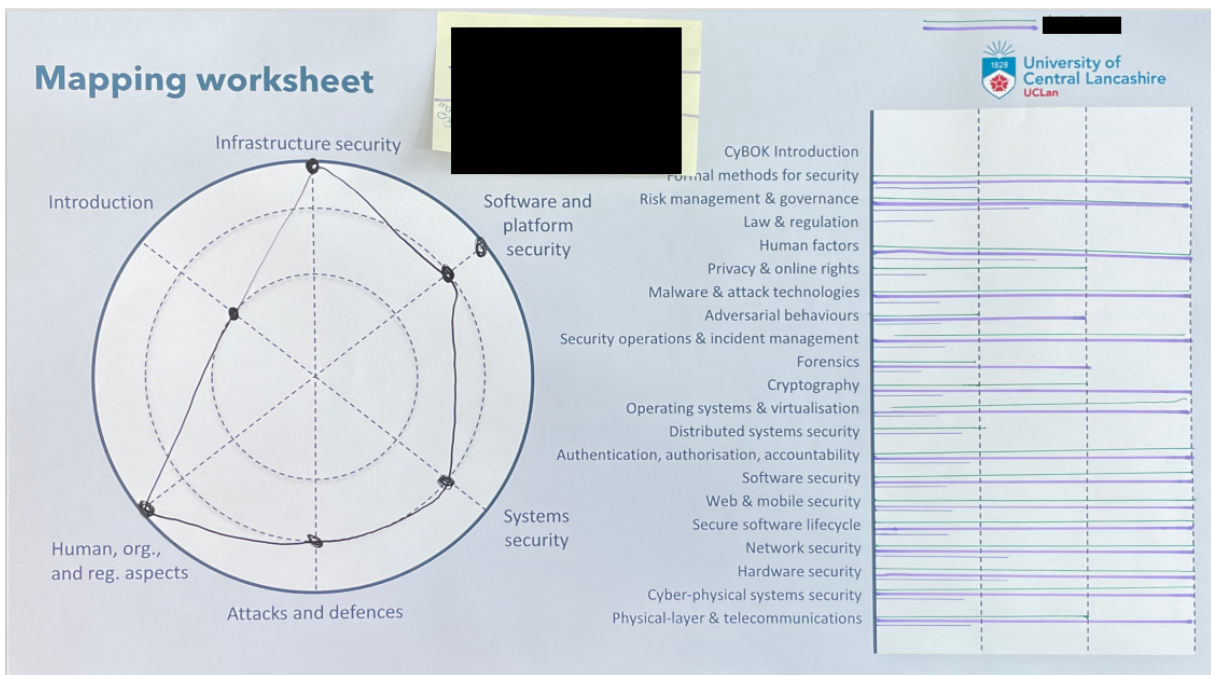 Mapping worksheet
1828
University of
Central Lancashire
UCLan
Infrastructure security
Introduction
Software and
platform
security
Systems
security
Attacks and defences
Human, org.,
and reg. aspects
CyBOK Introduction
Formal methods for security
Risk management & governance
Law & regulation
Human factors
Privacy & online rights
Malware & attack technologies
Adversarial behaviours
Security operations & incident management
Forensics
Cryptography
Operating systems & virtualisation
Distributed systems security
Authentication, authorisation, accountability
Software security
Web & mobile security
Secure software lifecycle
Network security
Hardware security
Cyber-physical systems security
Physical-layer & telecommunications